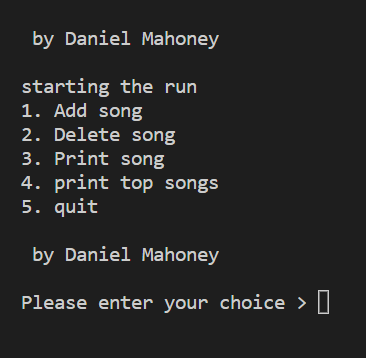 by Daniel Mahoney
starting the run
1. Add song
2. Delete song
3. Print song
4. print top songs
5. quit
by Daniel Mahoney
Please enter your choice >